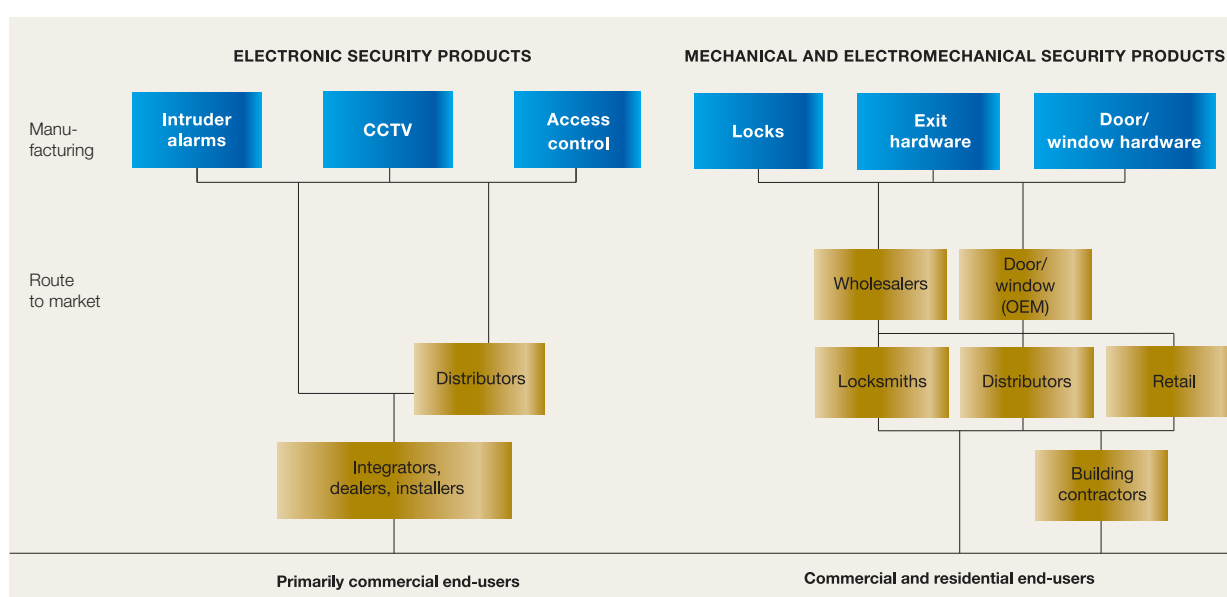 ELECTRONIC SECURITY PRODUCTS
MECHANICAL AND ELECTROMECHANICAL SECURITY PRODUCTS
Manu-
facturing
Intruder
alarms
CCTV
Access
control
Locks
Exit
hardware
Door/
window hardware
Route
to market
Wholesalers
Door/
window
(OEM)
Distributors
Locksmiths
Distributors
Retail
Integrators,
dealers, installers
Building
contractors
Primarily commercial end-users
Commercial and residential end-users